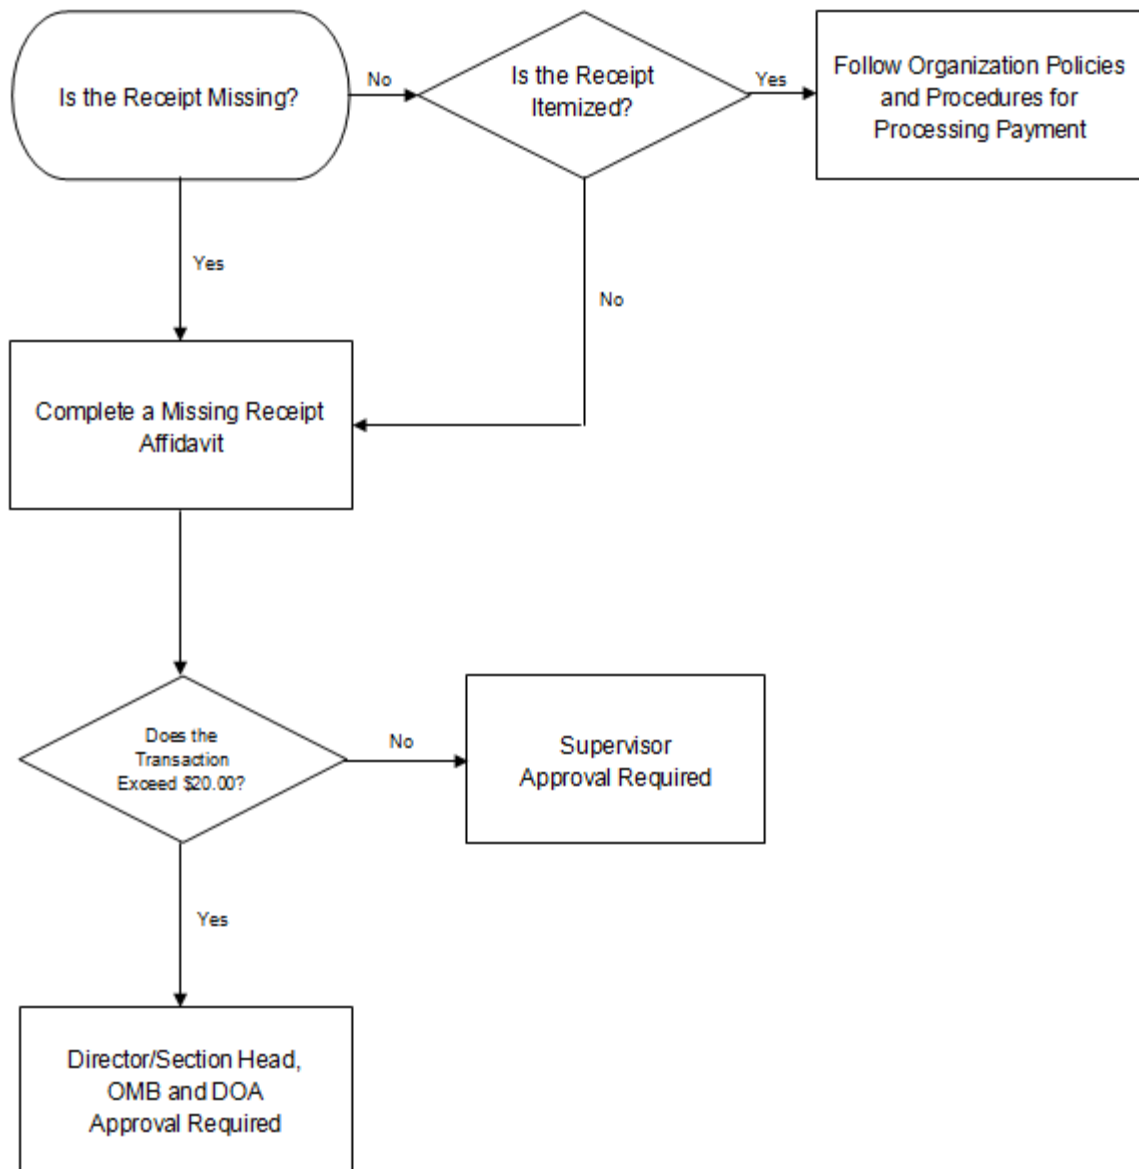 Is the Receipt Missing?
No
Is the Receipt
Itemized?
Yes
Follow Organization Policies
and Procedures for
Processing Payment
Yes
No
Complete a Missing Receipt
Affidavit
Does the
Transaction
Exceed $20.00?
No
Supervisor
Approval Required
Yes
Director/Section Head,
OMB and DOA
Approval Required